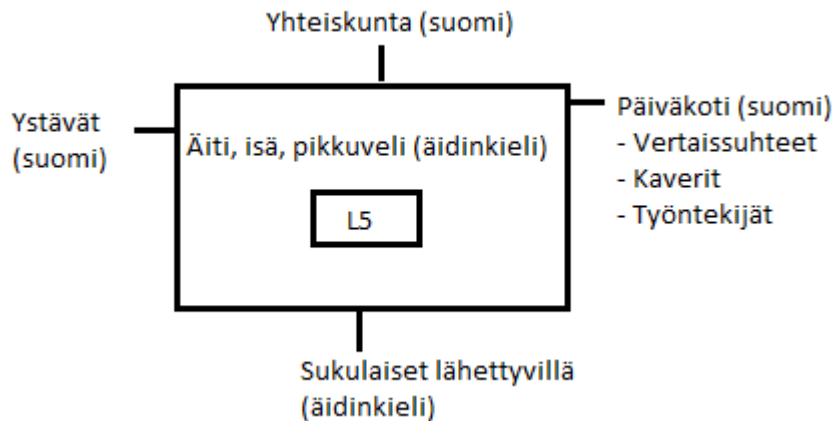 Yhteiskunta (suomi)
Ystävät
(suomi)
Äiti, isä, pikkuveli (äidinkieli)
L5
Päiväkoti (suomi)
- Vertaissuhteet
- Kaverit
- Työntekijät
Sukulaiset lähettyvillä
(äidinkieli)